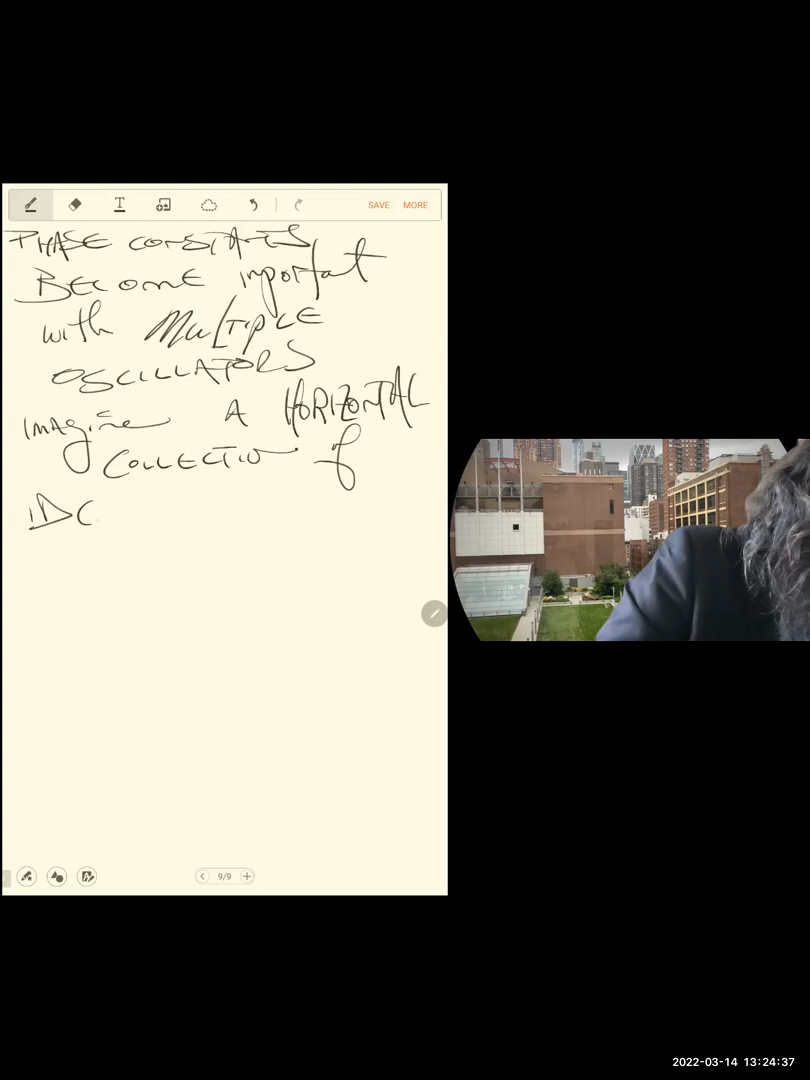 SAVE MORE
PHASE CONSTANTS
BECOME important
with MULTIPLE
OSCILLATORS
IMAGINE A HORIZONTAL
COLLECTION of
9/9
2022-03-14 13:24:37